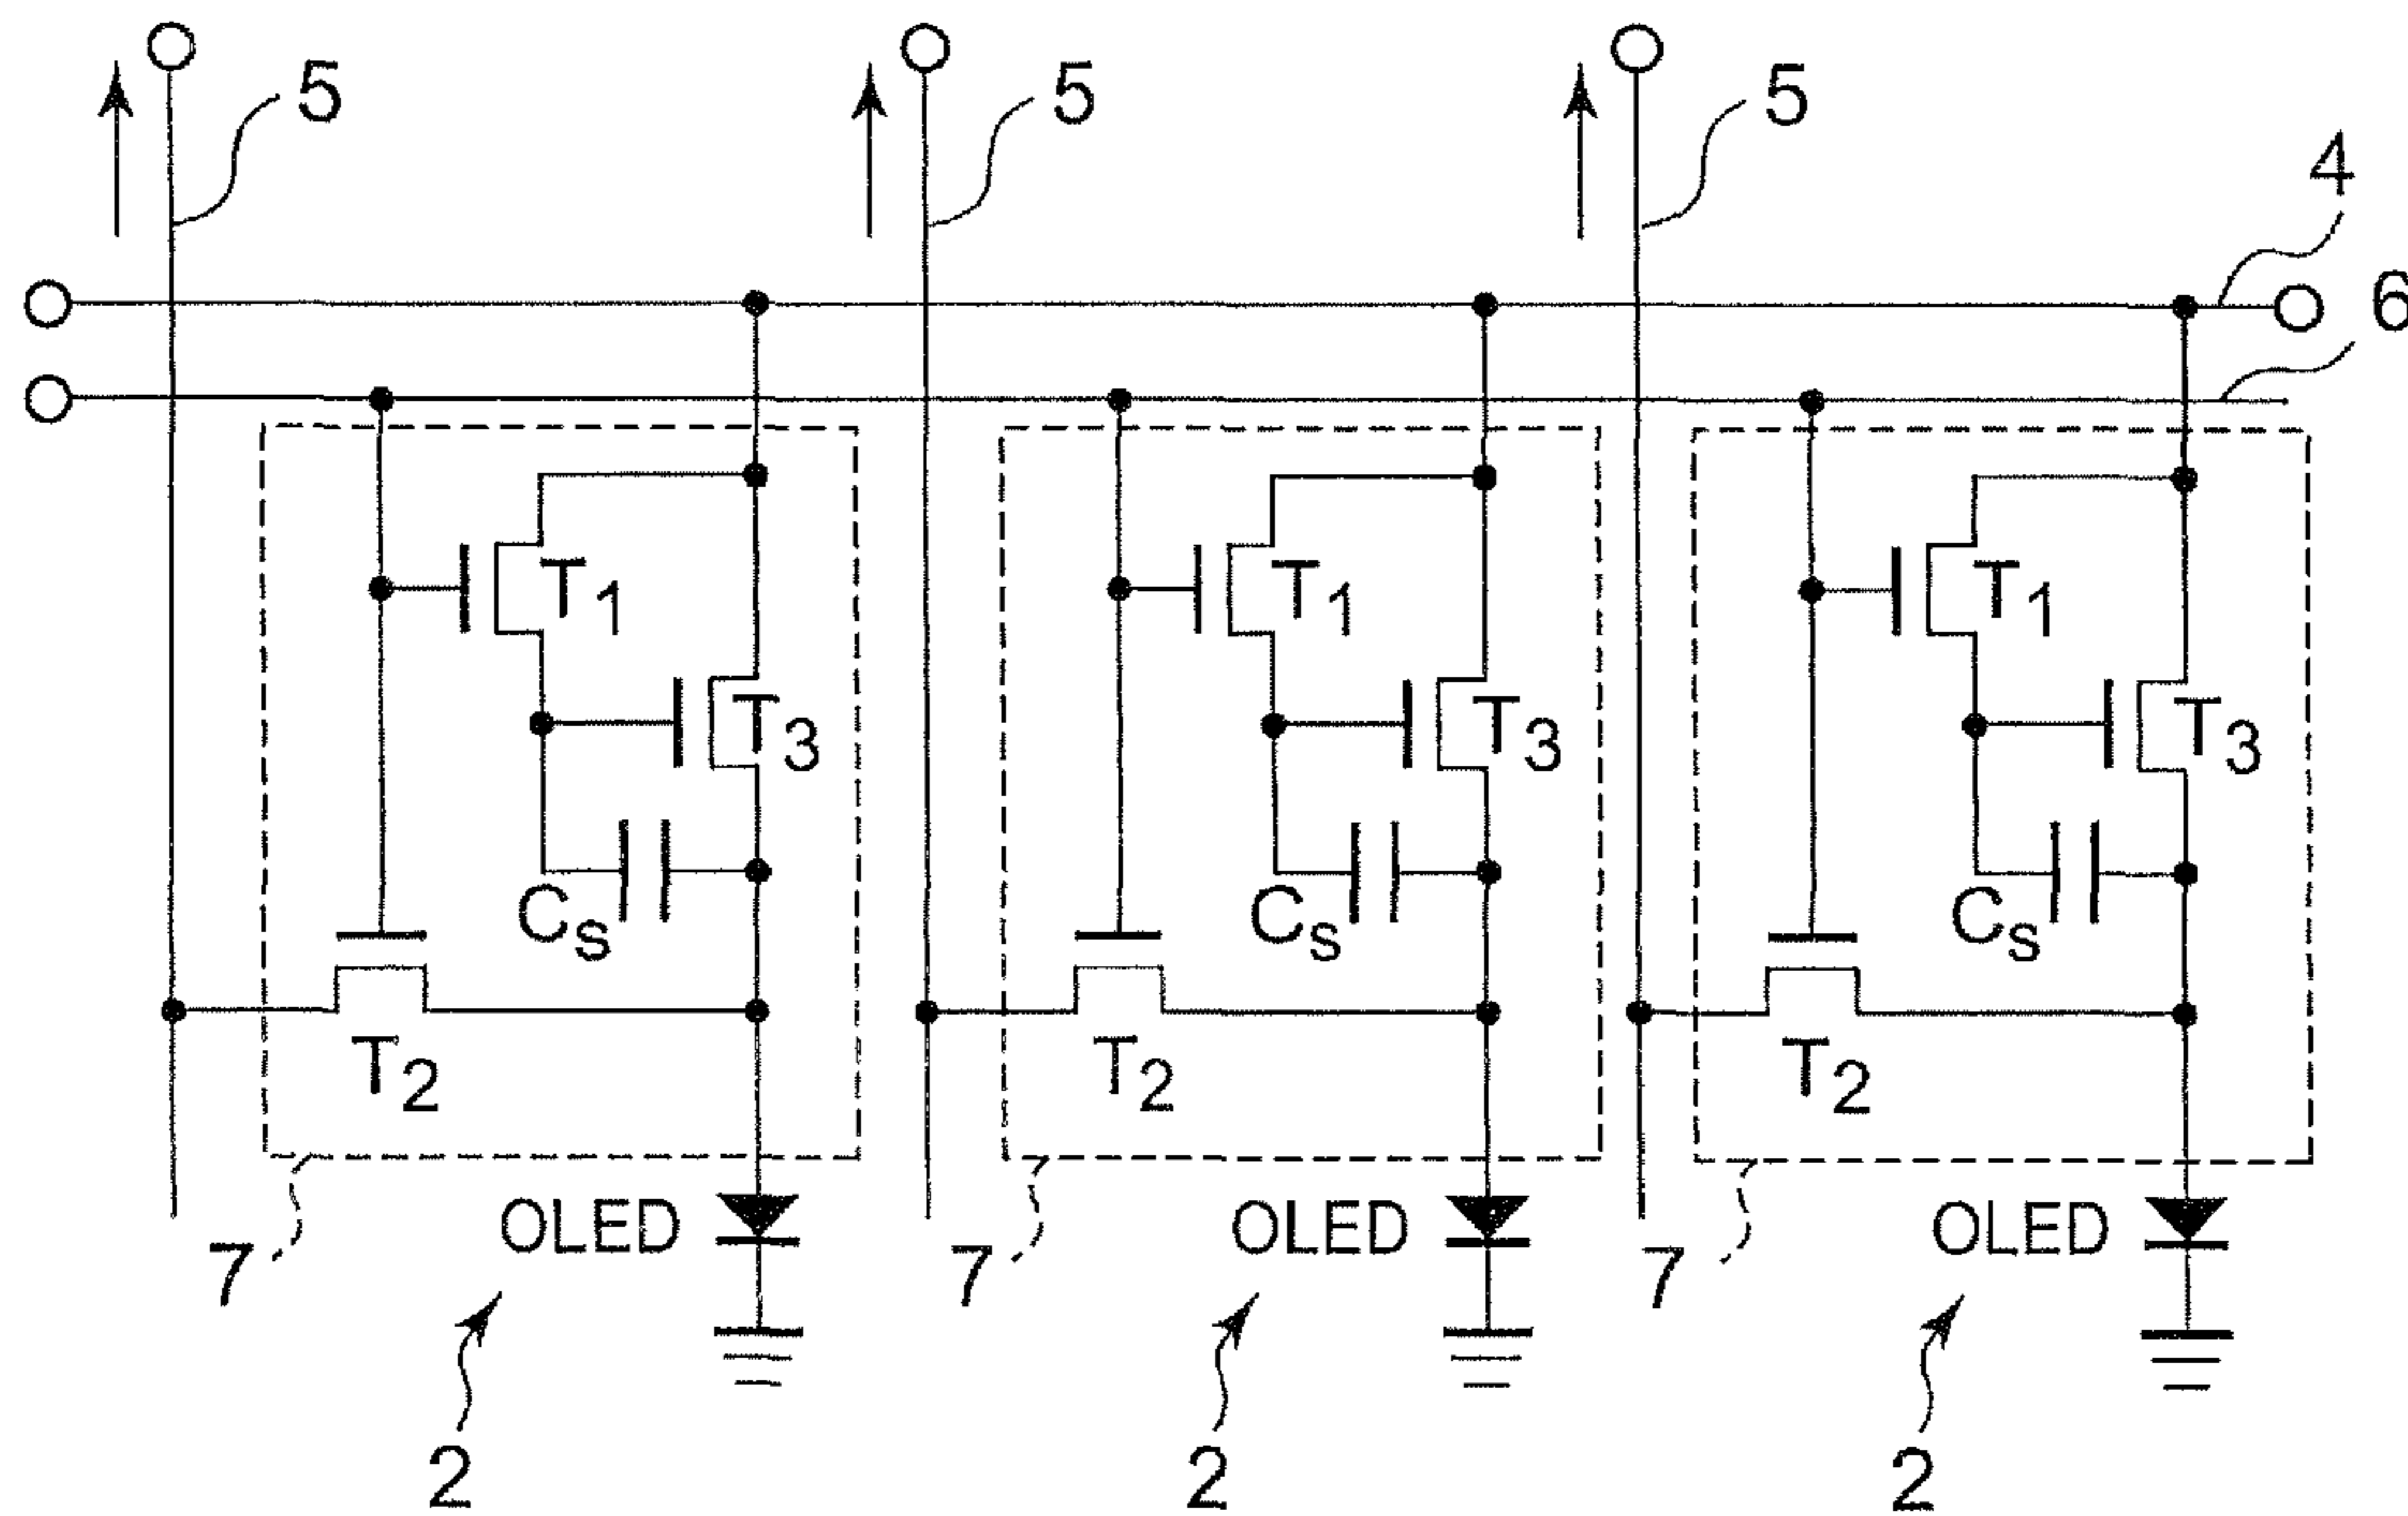 5 5 5
4
6
T1 T1 T1
T3 T3 T3
Cs Cs Cs
T2 T2 T2
OLED OLED OLED
7 7 7
2 2 2